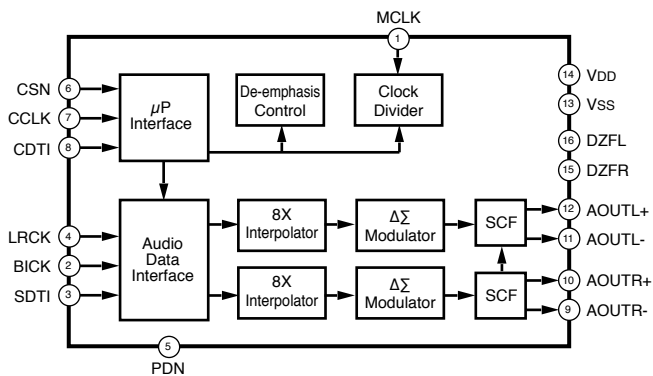 MCLK
1
CSN 6
CCLK 7
CDTI 8
µP
Interface
De-emphasis
Control
Clock
Divider
14 VDD
13 VSS
16 DZFL
15 DZFR
LRCK 4
BICK 2
SDTI 3
Audio
Data
Interface
8X
Interpolator
ΔΣ
Modulator
SCF
12 AOUTL+
11 AOUTL-
8X
Interpolator
ΔΣ
Modulator
SCF
10 AOUTR+
9 AOUTR-
5
PDN